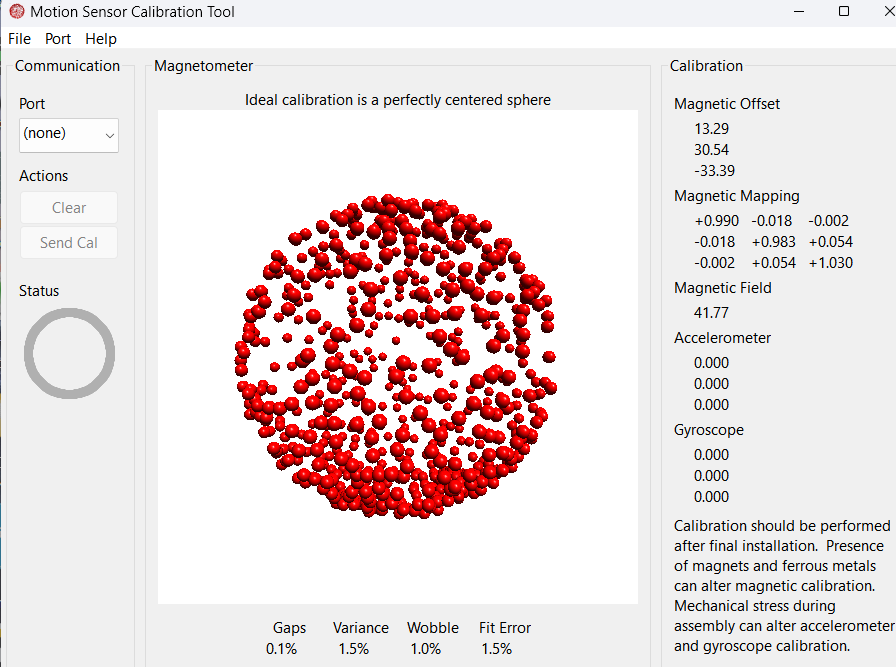 Motion Sensor Calibration Tool
File Port Help
Communication
Port
(none)
Actions
Clear
Send Cal
Status
Magnetometer
Ideal calibration is a perfectly centered sphere
Gaps Variance Wobble Fit Error
0.1% 1.5% 1.0% 1.5%
Calibration
Magnetic Offset
13.29
30.54
-33.39
Magnetic Mapping
+0.990 -0.018 -0.002
-0.018 +0.983 +0.054
-0.002 +0.054 +1.030
Magnetic Field
41.77
Accelerometer
0.000
0.000
0.000
Gyroscope
0.000
0.000
0.000
Calibration should be performed
after final installation. Presence
of magnets and ferrous metals
can alter magnetic calibration.
Mechanical stress during
assembly can alter accelerometer
and gyroscope calibration.